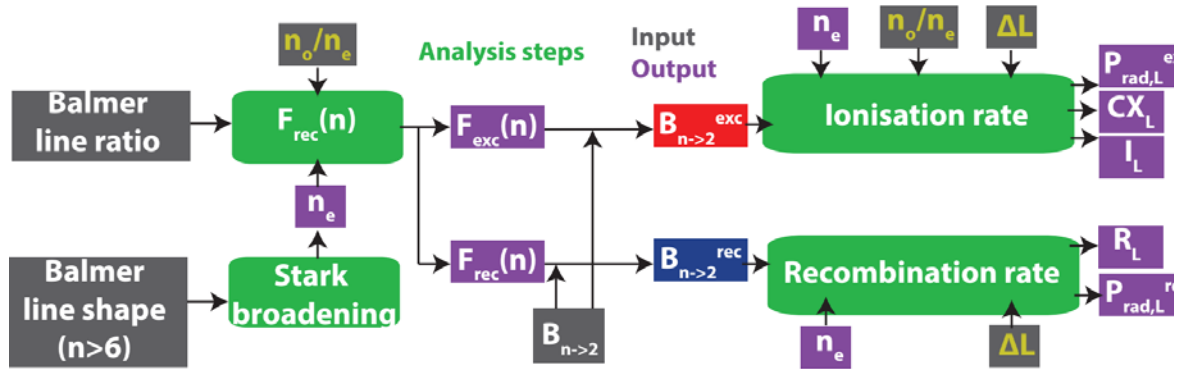 n_o/n_e
Analysis steps
Input
Output
n_e
n_o/n_e
ΔL
Balmer
line ratio
F_rec(n)
F_exc(n)
B_n->2^exc
Ionisation rate
P_rad,L^e
CX_L
I_L
n_e
Balmer
line shape
(n>6)
Stark
broadening
F_rec(n)
B_n->2
B_n->2^rec
Recombination rate
n_e
ΔL
R_L
P_rad,L^r